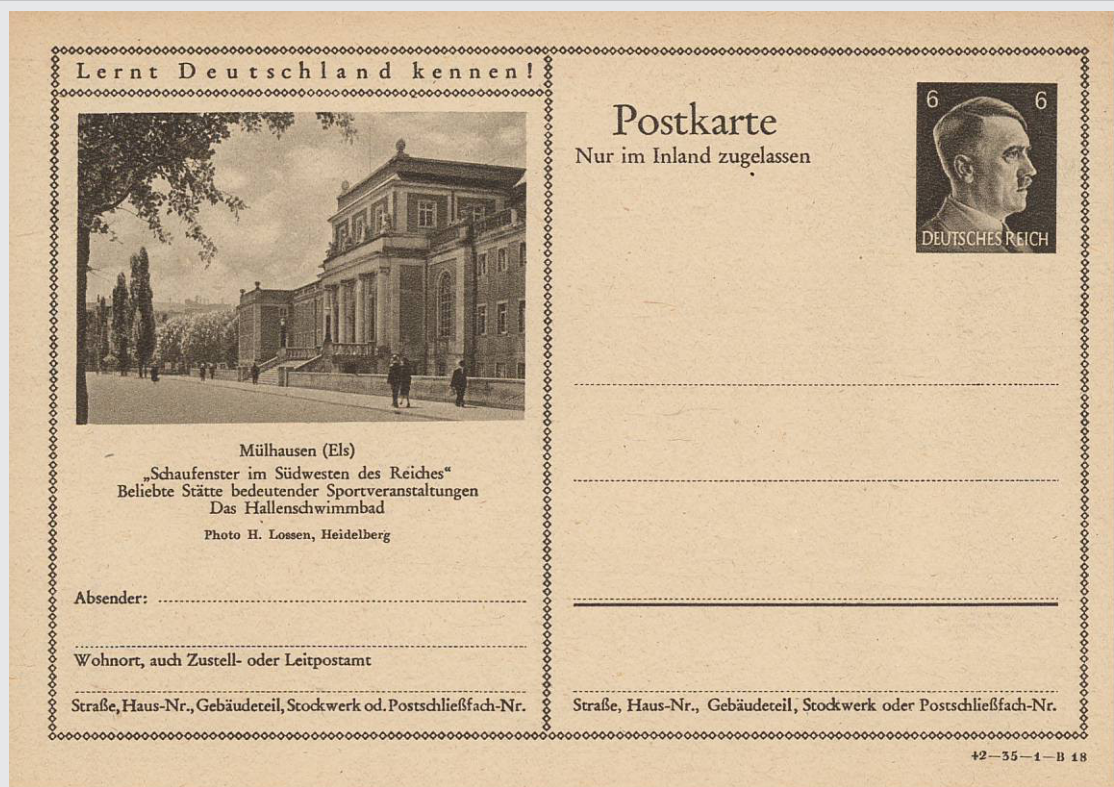 Lernt Deutschland kennen!
Mülhausen (Els)
„Schaufenster im Südwesten des Reiches“
Beliebte Stätte bedeutender Sportveranstaltungen
Das Hallenschwimmbad
Photo H. Lossen, Heidelberg
Absender:
Wohnort, auch Zustell- oder Leitpostamt
Straße, Haus-Nr., Gebäudeteil, Stockwerk od. Postschließfach-Nr.
Postkarte
Nur im Inland zugelassen
6 6
DEUTSCHES REICH
Straße, Haus-Nr., Gebäudeteil, Stockwerk oder Postschließfach-Nr.
42—35—1—B 18